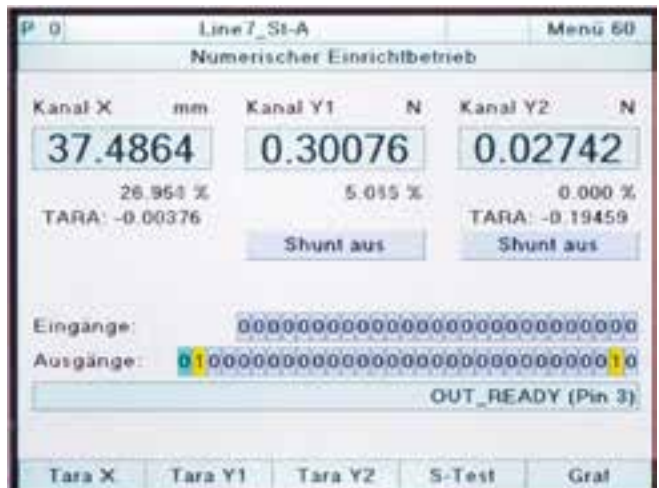 P 0 Line7_St-A Menü 60
Numerischer Einrichtbetrieb
Kanal X mm Kanal Y1 N Kanal Y2 N
37.4864 0.30076 0.02742
26.954 % 5.015 % 0.000 %
TARA: -0.00376 TARA: -0.19459
Shunt aus Shunt aus
Eingänge: 000000000000000000000000000000
Ausgänge: 0100000000000000000000000000000010
OUT_READY (Pin 3)
Tara X Tara Y1 Tara Y2 S-Test Graf